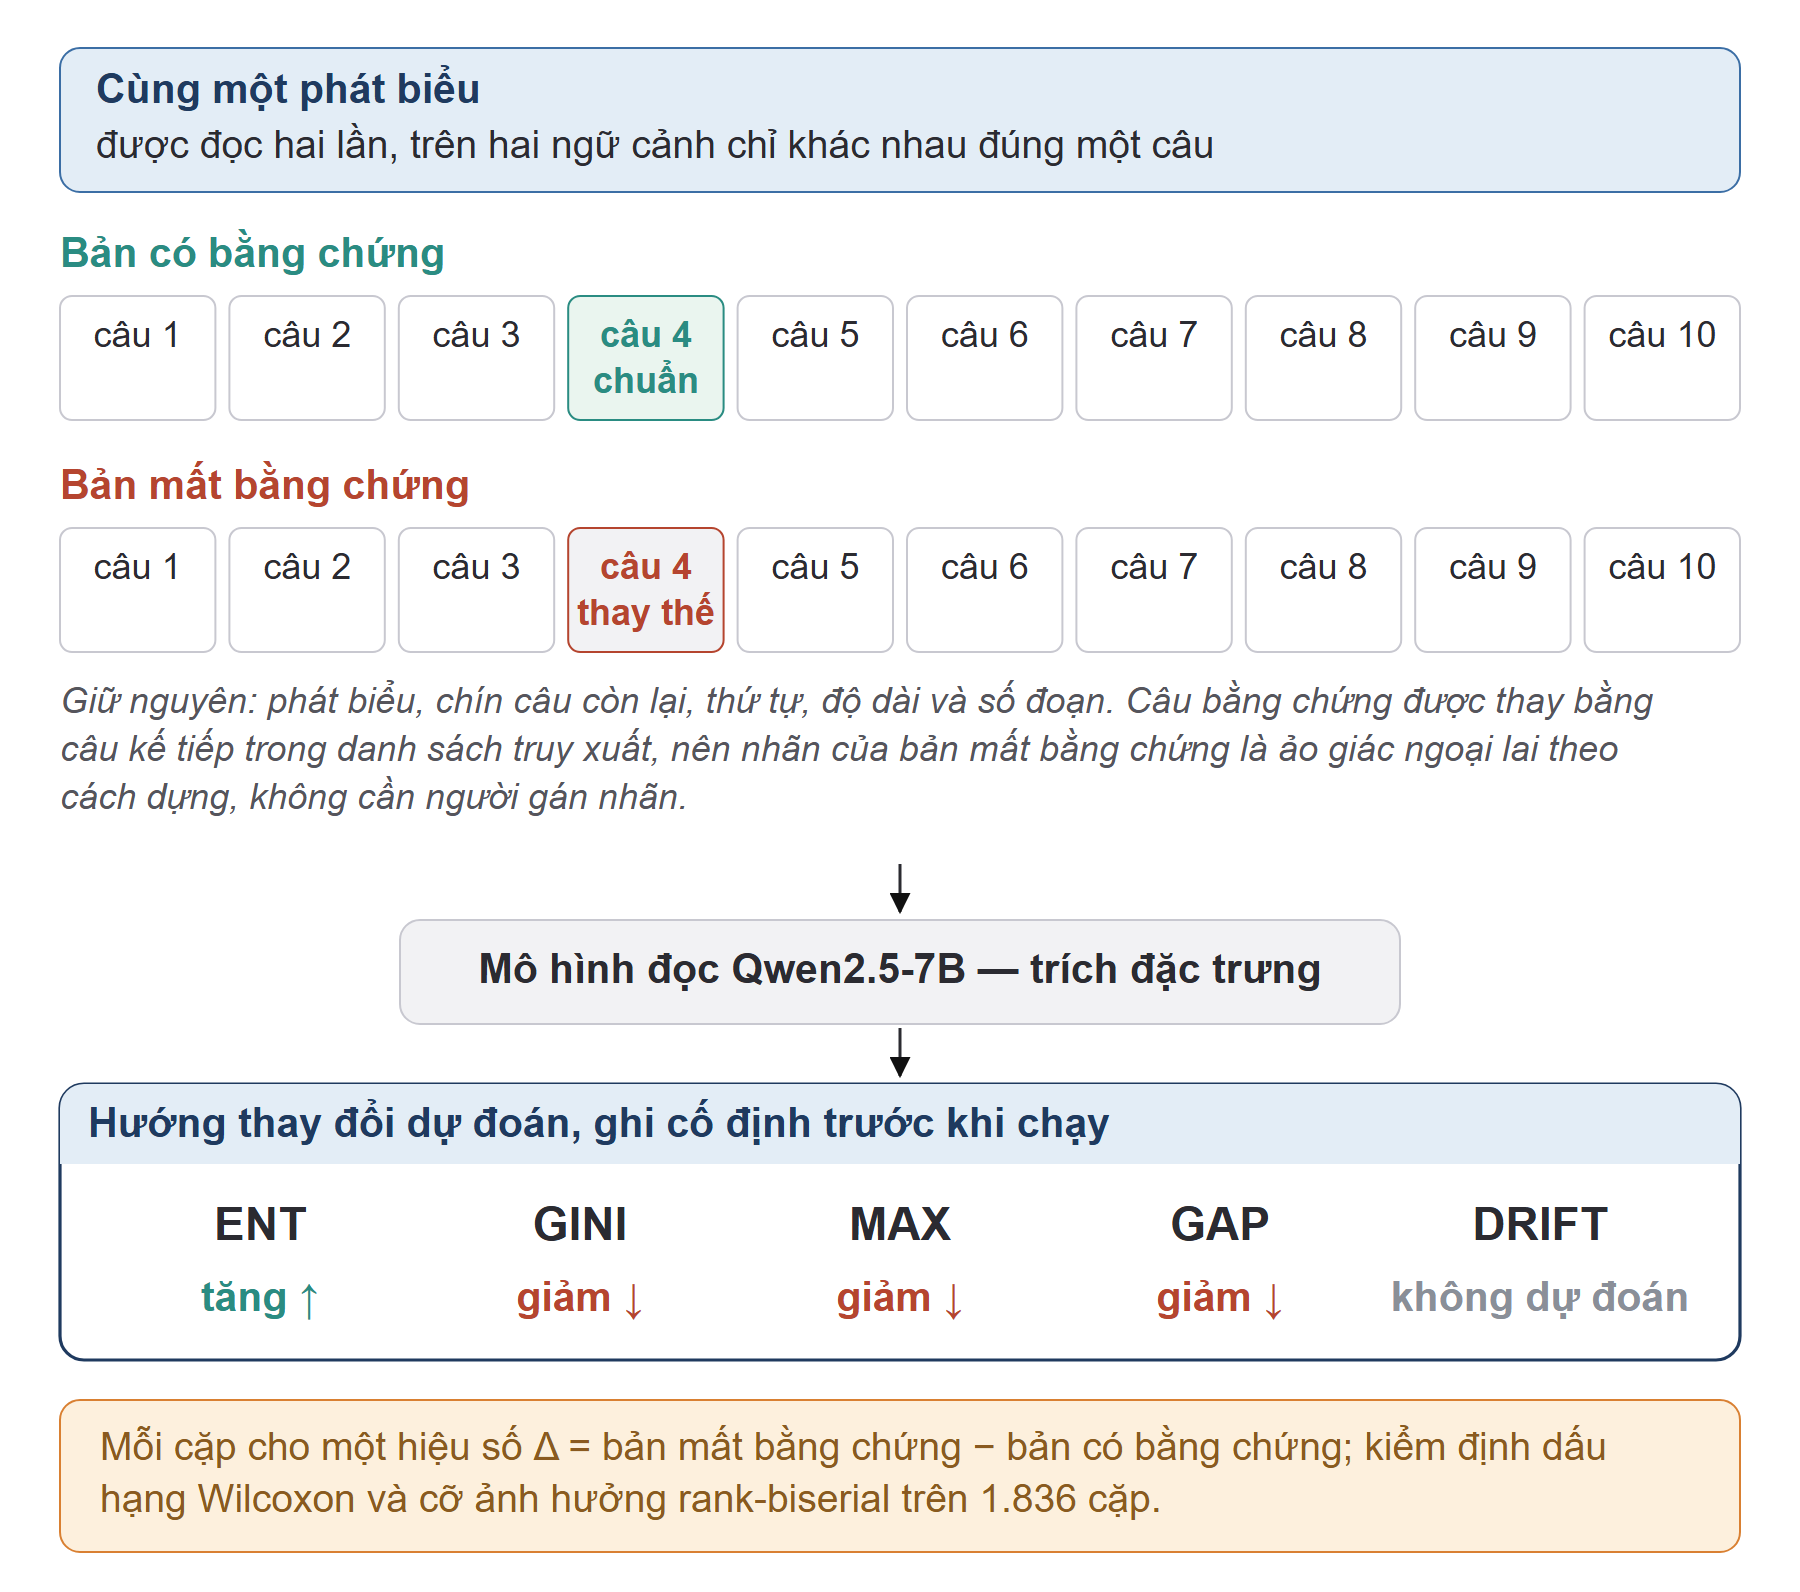 Cùng một phát biểu
được đọc hai lần, trên hai ngữ cảnh chỉ khác nhau đúng một câu
Bản có bằng chứng
câu 1 câu 2 câu 3 câu 4 câu 5 câu 6 câu 7 câu 8 câu 9 câu 10
chuẩn
Bản mất bằng chứng
câu 1 câu 2 câu 3 câu 4 câu 5 câu 6 câu 7 câu 8 câu 9 câu 10
thay thế
Giữ nguyên: phát biểu, chín câu còn lại, thứ tự, độ dài và số đoạn. Câu bằng chứng được thay bằng
câu kế tiếp trong danh sách truy xuất, nên nhãn của bản mất bằng chứng là ảo giác ngoại lai theo
cách dựng, không cần người gán nhãn.
Mô hình đọc Qwen2.5-7B — trích đặc trưng
Hướng thay đổi dự đoán, ghi cố định trước khi chạy
ENT GINI MAX GAP DRIFT
tăng ↑ giảm ↓ giảm ↓ giảm ↓ không dự đoán
Mỗi cặp cho một hiệu số Δ = bản mất bằng chứng − bản có bằng chứng; kiểm định dấu
hạng Wilcoxon và cỡ ảnh hưởng rank-biserial trên 1.836 cặp.